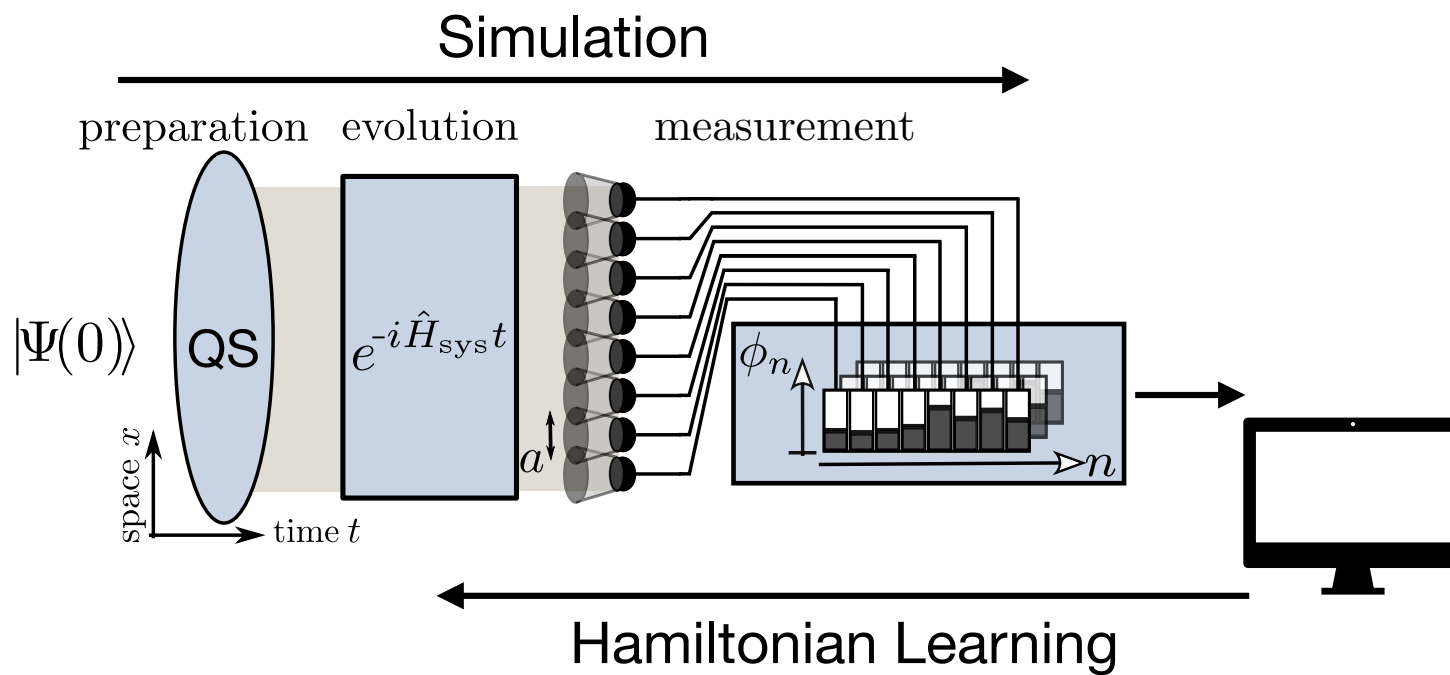 Simulation
preparation evolution measurement
|Ψ(0)⟩
QS
e^{-iĤ_sys t}
a
ϕ_n
n
space x
time t
Hamiltonian Learning